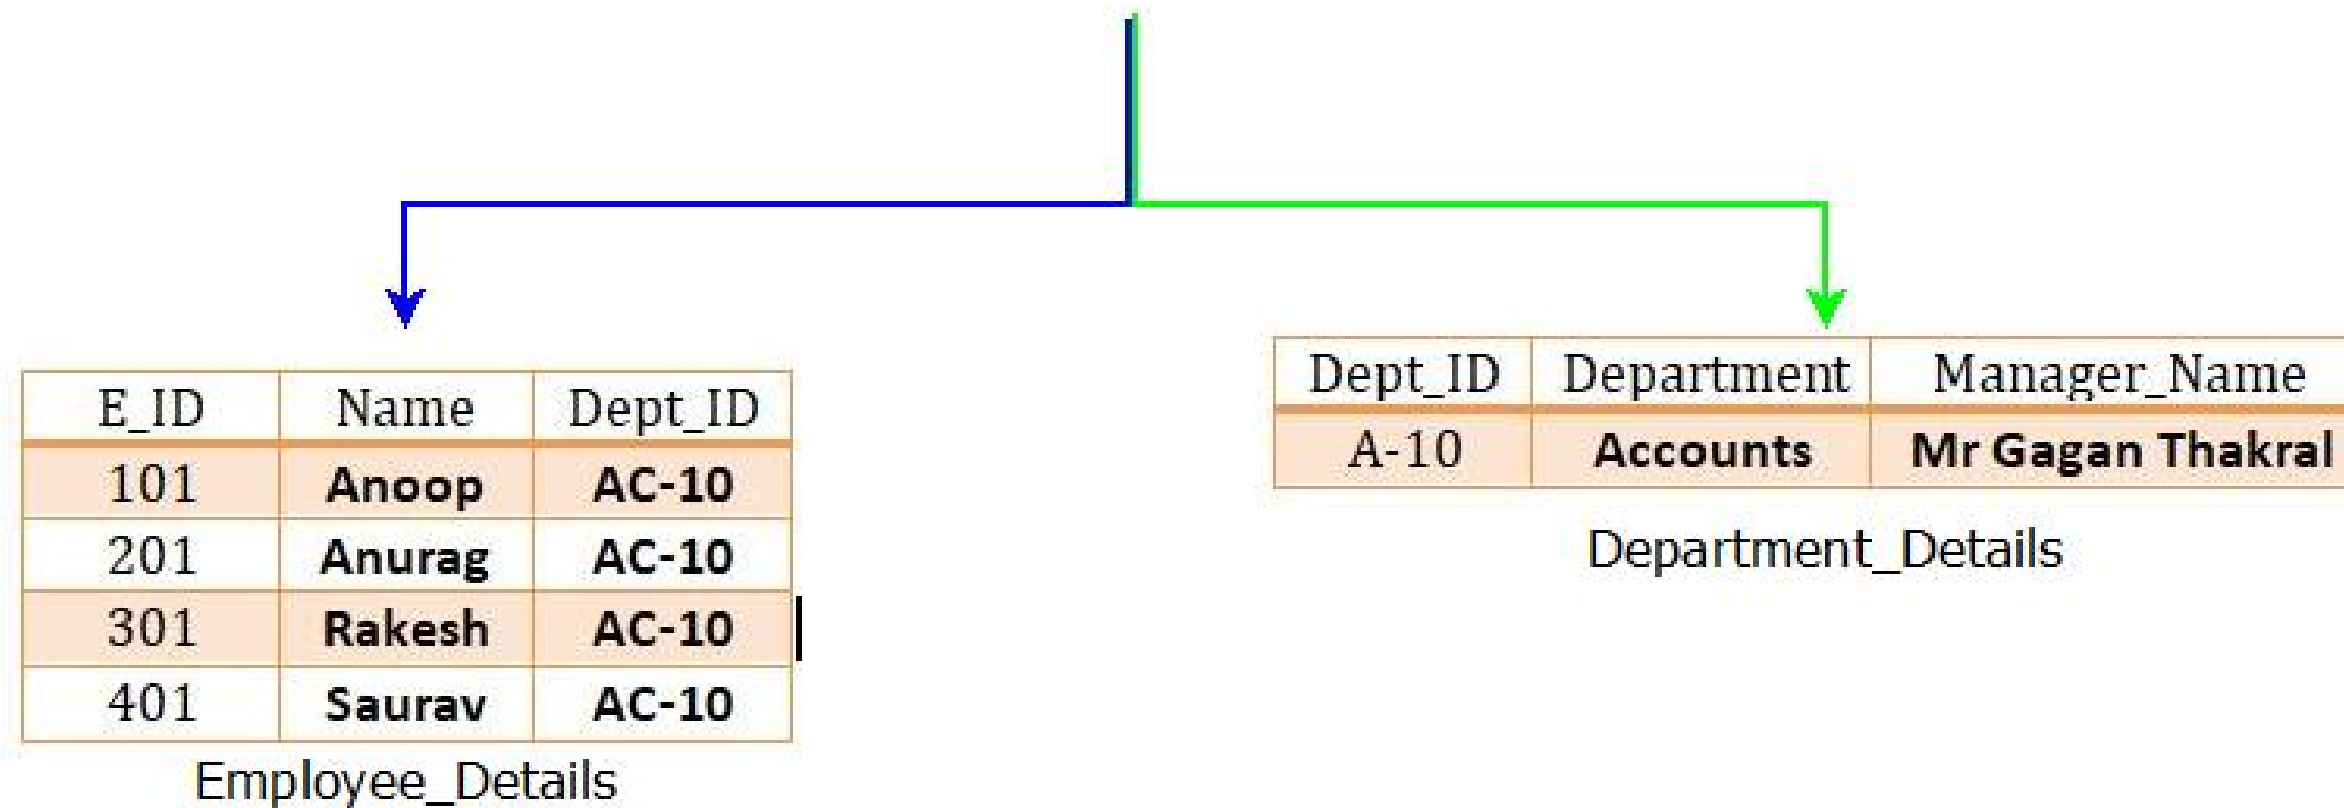 E_ID Name Dept_ID
101 Anoop AC-10
201 Anurag AC-10
301 Rakesh AC-10
401 Saurav AC-10
Employee_Details
Dept_ID Department Manager_Name
A-10 Accounts Mr Gagan Thakral
Department_Details